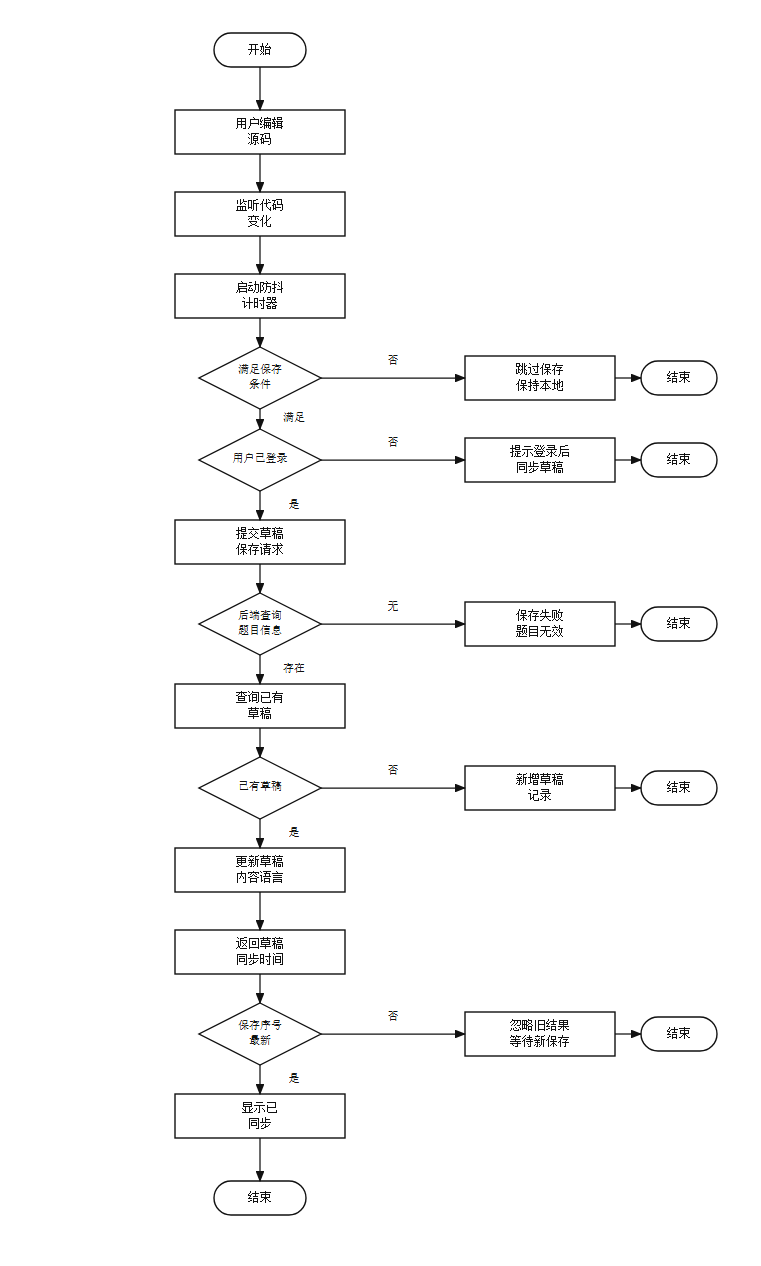 开始
用户编辑
源码
监听代码
变化
启动防抖
计时器
满足保存
条件
否
跳过保存
保持本地
结束
满足
用户已登录
否
提示登录后
同步草稿
结束
是
提交草稿
保存请求
后端查询
题目信息
无
保存失败
题目无效
结束
存在
查询已有
草稿
已有草稿
否
新增草稿
记录
结束
是
更新草稿
内容语言
返回草稿
同步时间
保存序号
最新
否
忽略旧结果
等待新保存
结束
是
显示已
同步
结束